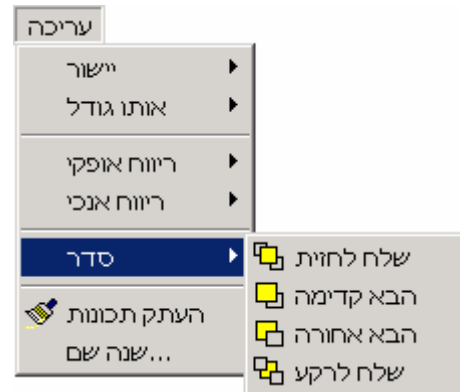 עריכה
יישור
אותו גודל
ריווח אופקי
ריווח אנכי
סדר
העתק תכונות
שנה שם...
שלח לחזית
הבא קדימה
הבא אחורה
שלח לרקע